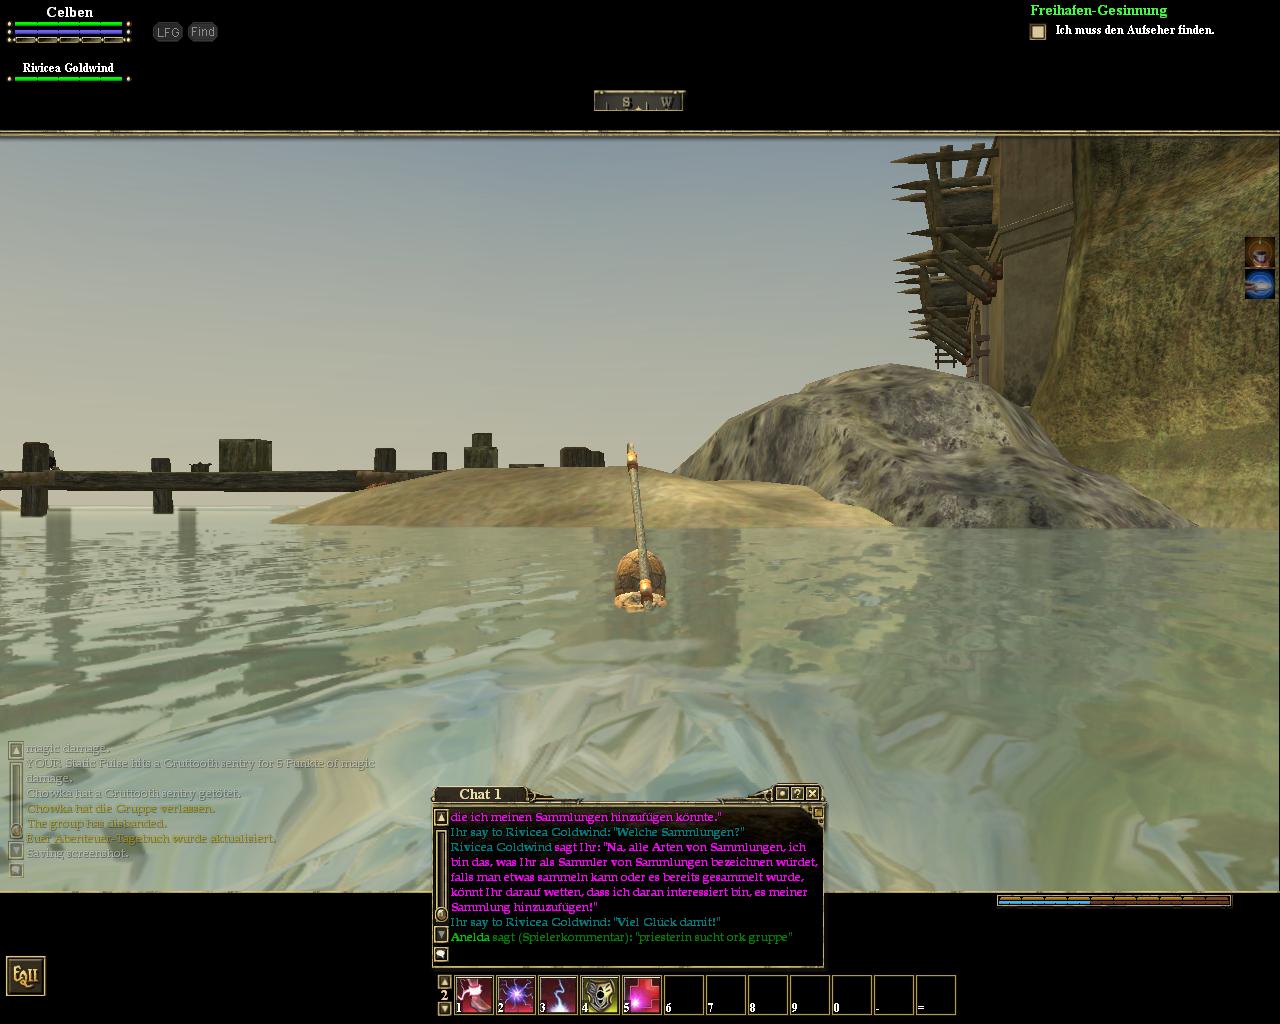 Celben
LFG
Find
Rivicea Goldwind
Freihafen-Gesinnung
Ich muss den Aufseher finden.
S W
magic damage.
YOUR Static Pulse hits a Gruttooth sentry for 5 Punkte of magic
damage.
Chowka hat a Gruttooth sentry getötet.
Chowka hat die Gruppe verlassen.
The group has disbanded.
Euer Abenteuer-Tagebuch wurde aktualisiert.
Saving screenshot.
Chat 1
?
die ich meinen Sammlungen hinzufügen könnte."
Ihr say to Rivicea Goldwind: "Welche Sammlungen?"
Rivicea Goldwind sagt Ihr: "Na, alle Arten von Sammlungen, ich
bin das, was Ihr als Sammler von Sammlungen bezeichnen würdet,
falls man etwas sammeln kann oder es bereits gesammelt wurde,
könnt Ihr darauf wetten, dass ich daran interessiert bin, es meiner
Sammlung hinzuzufügen!"
Ihr say to Rivicea Goldwind: "Viel Glück damit!"
Anelda sagt (Spielerkommentar): "priesterin sucht ork gruppe"
EQII
2
1 2 3 4 5 6 7 8 9 0 - =